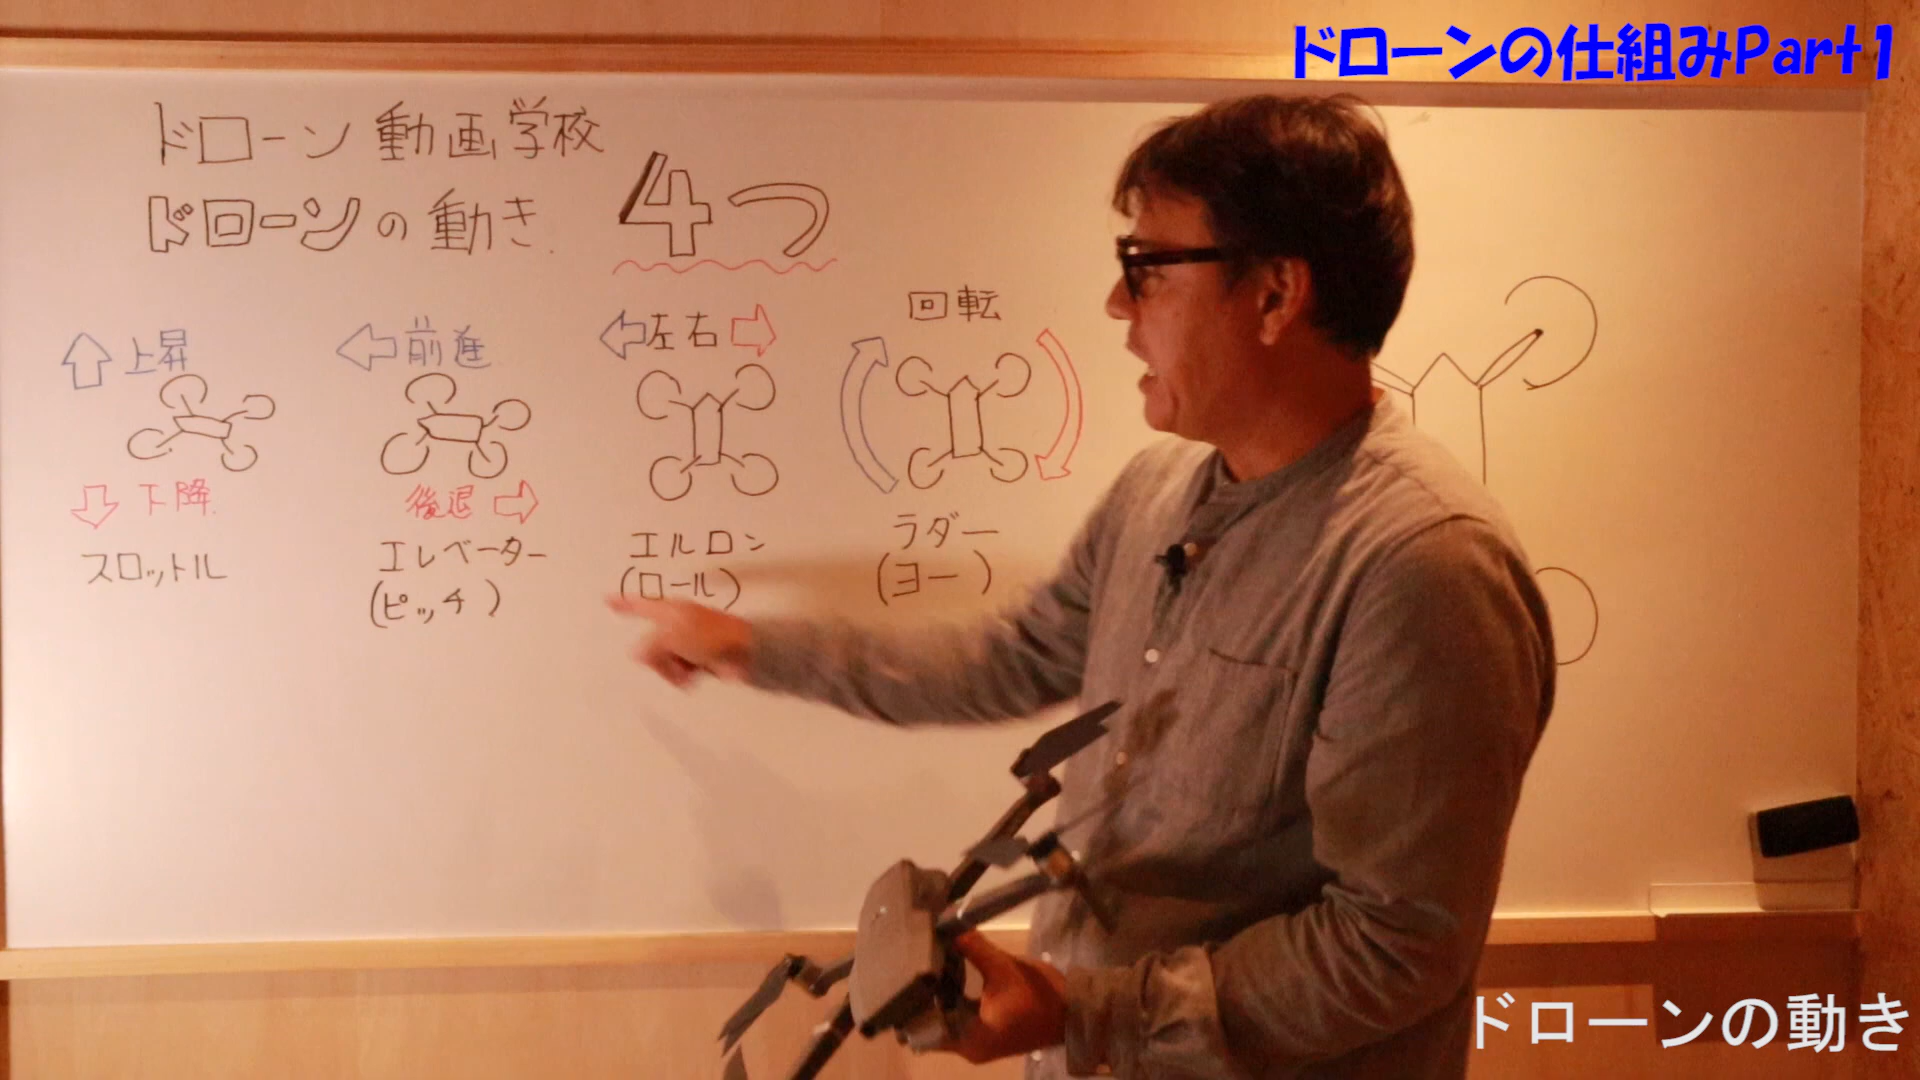 ドローンの仕組みPart1
ドローン動画学校
ドローンの動き
4つ
上昇
下降
スロットル
前進
後退
エレベーター
(ピッチ)
左右
エルロン
(ロール)
回転
ラダー
(ヨー)
ドローンの動き